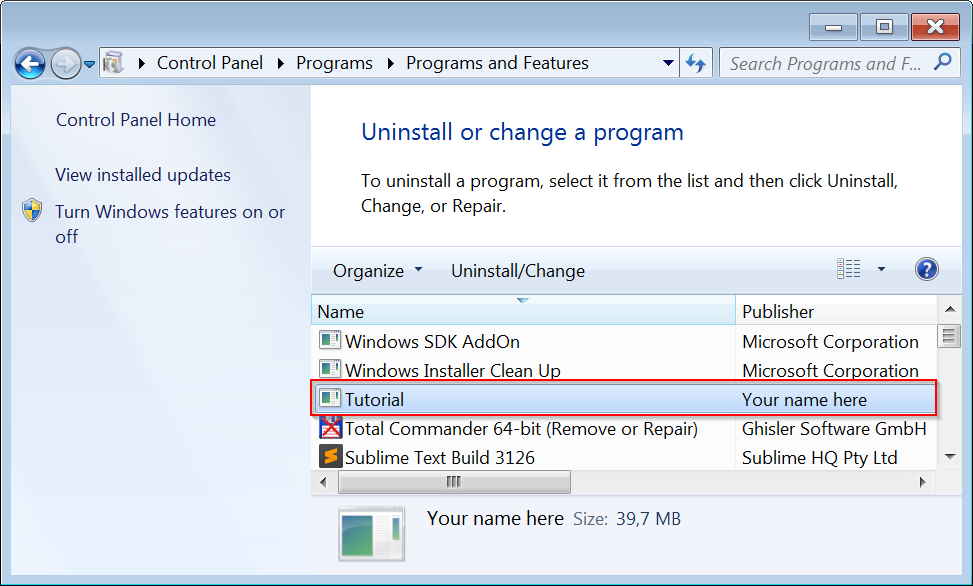 Control Panel Programs Programs and Features Search Programs and F...
Control Panel Home
View installed updates
Turn Windows features on or
off
Uninstall or change a program
To uninstall a program, select it from the list and then click Uninstall,
Change, or Repair.
Organize Uninstall/Change
Name Publisher
Windows SDK AddOn Microsoft Corporation
Windows Installer Clean Up Microsoft Corporation
Tutorial Your name here
Total Commander 64-bit (Remove or Repair) Ghisler Software GmbH
Sublime Text Build 3126 Sublime HQ Pty Ltd
Your name here Size: 39,7 MB